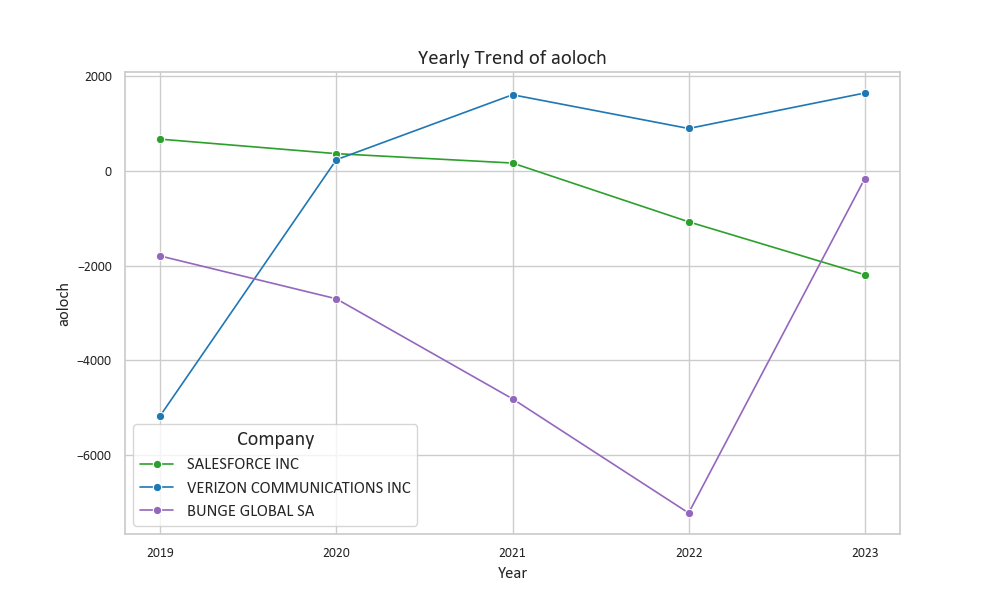 Yearly Trend of aoloch
aoloch
2000
0
−2000
−4000
−6000
Company
SALESFORCE INC
VERIZON COMMUNICATIONS INC
BUNGE GLOBAL SA
2019 2020 2021 2022 2023
Year